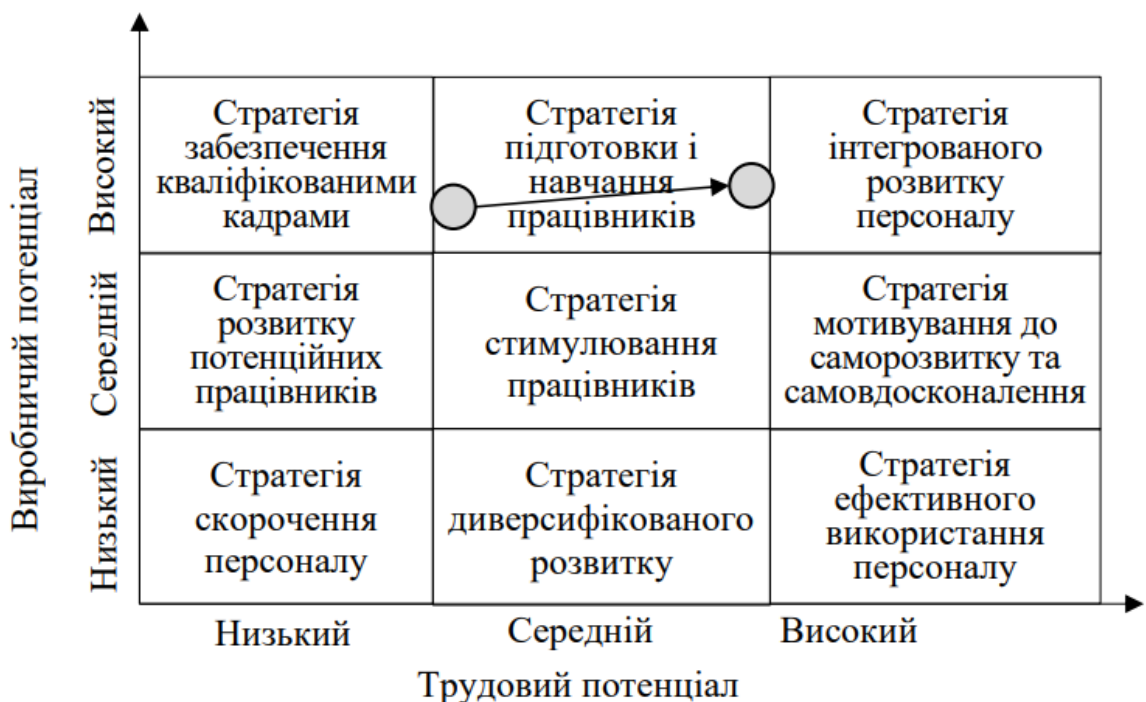 Виробничий потенціал
Високий
Стратегія
забезпечення
кваліфікованими
кадрами
Стратегія
підготовки і
навчання
працівників
Стратегія
інтегрованого
розвитку
персоналу
Середній
Стратегія
розвитку
потенційних
працівників
Стратегія
стимулювання
працівників
Стратегія
мотивування до
саморозвитку та
самовдосконалення
Низький
Стратегія
скорочення
персоналу
Стратегія
диверсифікованого
розвитку
Стратегія
ефективного
використання
персоналу
Низький
Середній
Високий
Трудовий потенціал